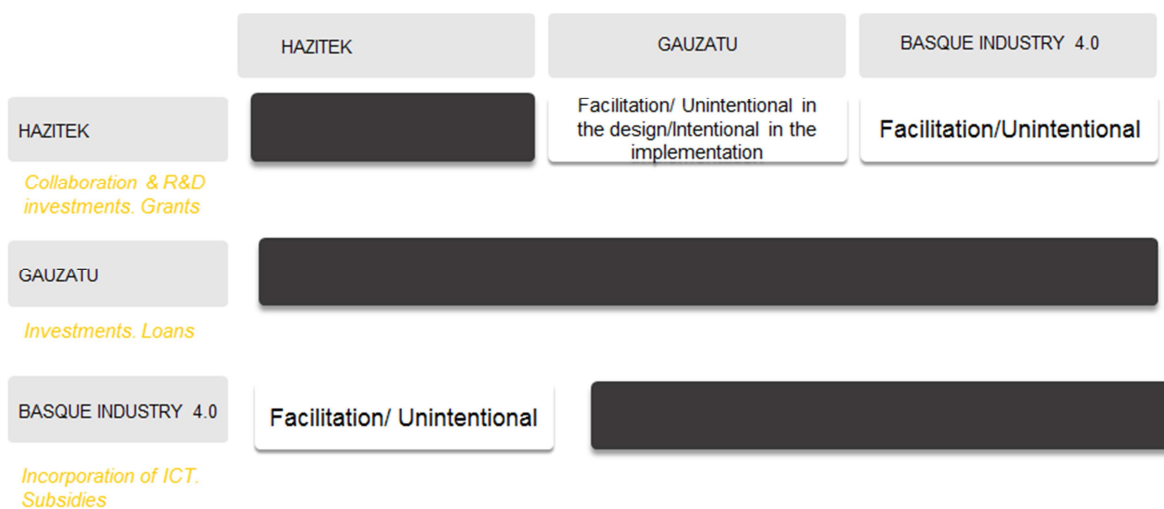 HAZITEK
GAUZATU
BASQUE INDUSTRY 4.0
HAZITEK
Facilitation/ Unintentional in
the design/Intentional in the
implementation
Facilitation/Unintentional
Collaboration & R&D
investments. Grants
GAUZATU
Investments. Loans
BASQUE INDUSTRY 4.0
Facilitation/ Unintentional
Incorporation of ICT.
Subsidies